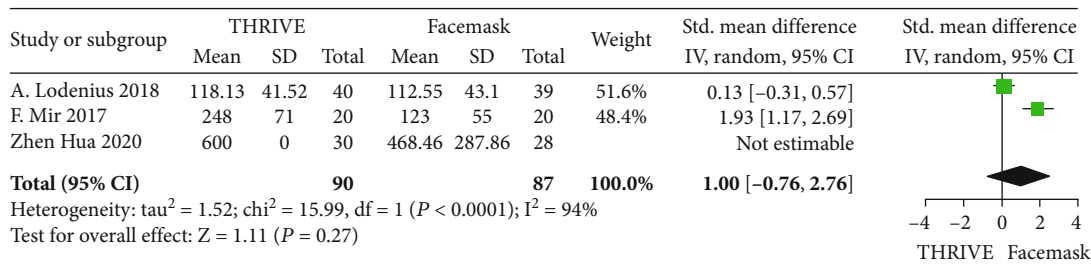 Study or subgroup THRIVE Facemask Weight Std. mean difference Std. mean difference
Mean SD Total Mean SD Total IV, random, 95% CI IV, random, 95% CI
A. Lodenius 2018 118.13 41.52 40 112.55 43.1 39 51.6% 0.13 [–0.31, 0.57]
F. Mir 2017 248 71 20 123 55 20 48.4% 1.93 [1.17, 2.69]
Zhen Hua 2020 600 0 30 468.46 287.86 28 Not estimable
Total (95% CI) 90 87 100.0% 1.00 [–0.76, 2.76]
Heterogeneity: tau² = 1.52; chi² = 15.99, df = 1 (P < 0.0001); I² = 94%
Test for overall effect: Z = 1.11 (P = 0.27)
–4 –2 0 2 4
THRIVE Facemask